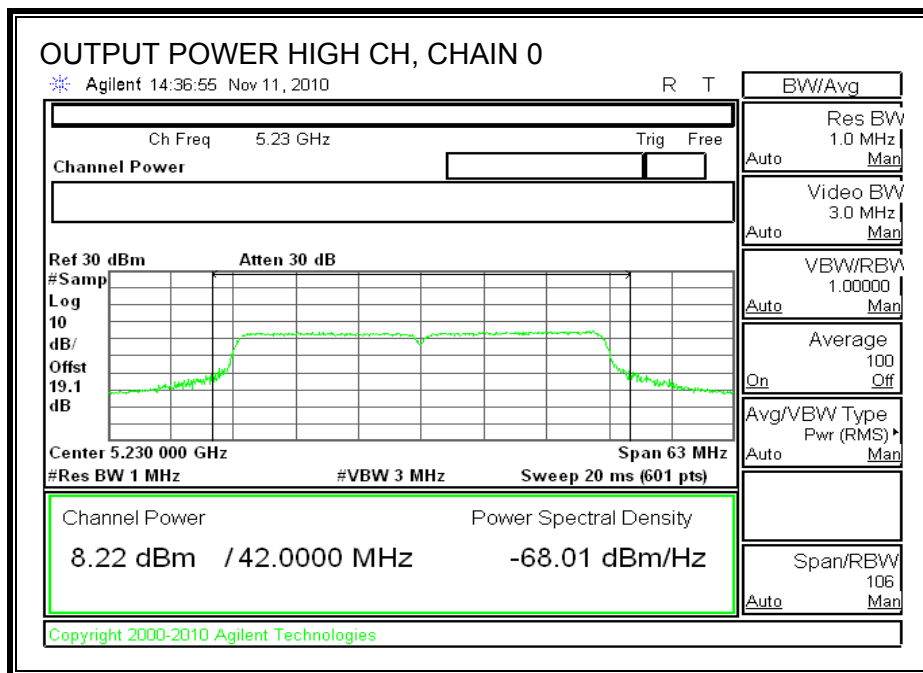 OUTPUT POWER HIGH CH, CHAIN 0
Agilent 14:36:55 Nov 11, 2010 R T
Ch Freq 5.23 GHz Trig Free
Channel Power
Ref 30 dBm Atten 30 dB
#Samp
Log
10
dB/
Offst
19.1
dB
Center 5.230 000 GHz Span 63 MHz
#Res BW 1 MHz #VBW 3 MHz Sweep 20 ms (601 pts)
Channel Power Power Spectral Density
8.22 dBm / 42.0000 MHz -68.01 dBm/Hz
Copyright 2000-2010 Agilent Technologies
BW/Avg
Res BW
1.0 MHz
Auto Man
Video BW
3.0 MHz
Auto Man
VBW/RBW
1.00000
Auto Man
Average
100
On Off
Avg/VBW Type
Pwr (RMS)
Auto Man
Span/RBW
106
Auto Man